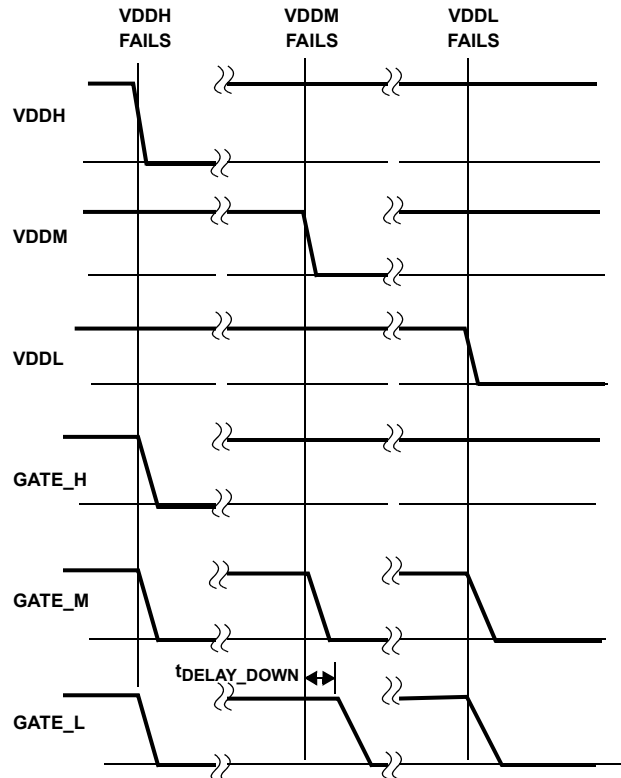 VDDH
FAILS
VDDM
FAILS
VDDL
FAILS
VDDH
VDDM
VDDL
GATE_H
GATE_M
tDELAY_DOWN
GATE_L